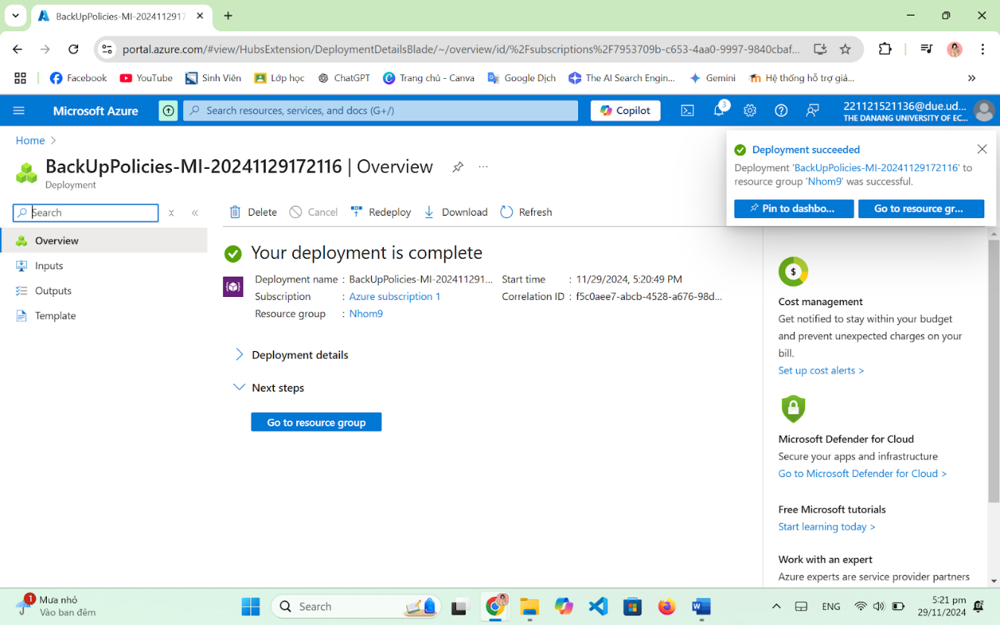 BackUpPolicies-MI-2024112917
portal.azure.com/#view/HubsExtension/DeploymentDetailsBlade/~/overview/id/%2Fsubscriptions%2F7953709b-c653-4aa0-9997-9840cbaf...
Facebook YouTube Sinh Viên Lớp học ChatGPT Trang chủ - Canva Google Dịch The AI Search Engin... Gemini Hệ thống hỗ trợ giả... »
Microsoft Azure Search resources, services, and docs (G+/) Copilot 3 221121521136@due.ud...
THE DANANG UNIVERSITY OF EC...
Home >
BackUpPolicies-MI-20241129172116 | Overview ...
Deployment
Deployment succeeded
Deployment 'BackUpPolicies-MI-20241129172116' to
resource group 'Nhom9' was successful.
Pin to dashbo... Go to resource gr...
Search «
Overview
Inputs
Outputs
Template
Delete Cancel Redeploy Download Refresh
Your deployment is complete
Deployment name : BackUpPolicies-MI-202411291... Start time : 11/29/2024, 5:20:49 PM
Subscription : Azure subscription 1 Correlation ID : f5c0aee7-abcb-4528-a676-98d...
Resource group : Nhom9
Deployment details
Next steps
Go to resource group
Cost management
Get notified to stay within your budget
and prevent unexpected charges on your
bill.
Set up cost alerts >
Microsoft Defender for Cloud
Secure your apps and infrastructure
Go to Microsoft Defender for Cloud >
Free Microsoft tutorials
Start learning today >
Work with an expert
Azure experts are service provider partners
1 Mưa nhỏ
Vào ban đêm
Search
ENG
5:21 pm
29/11/2024